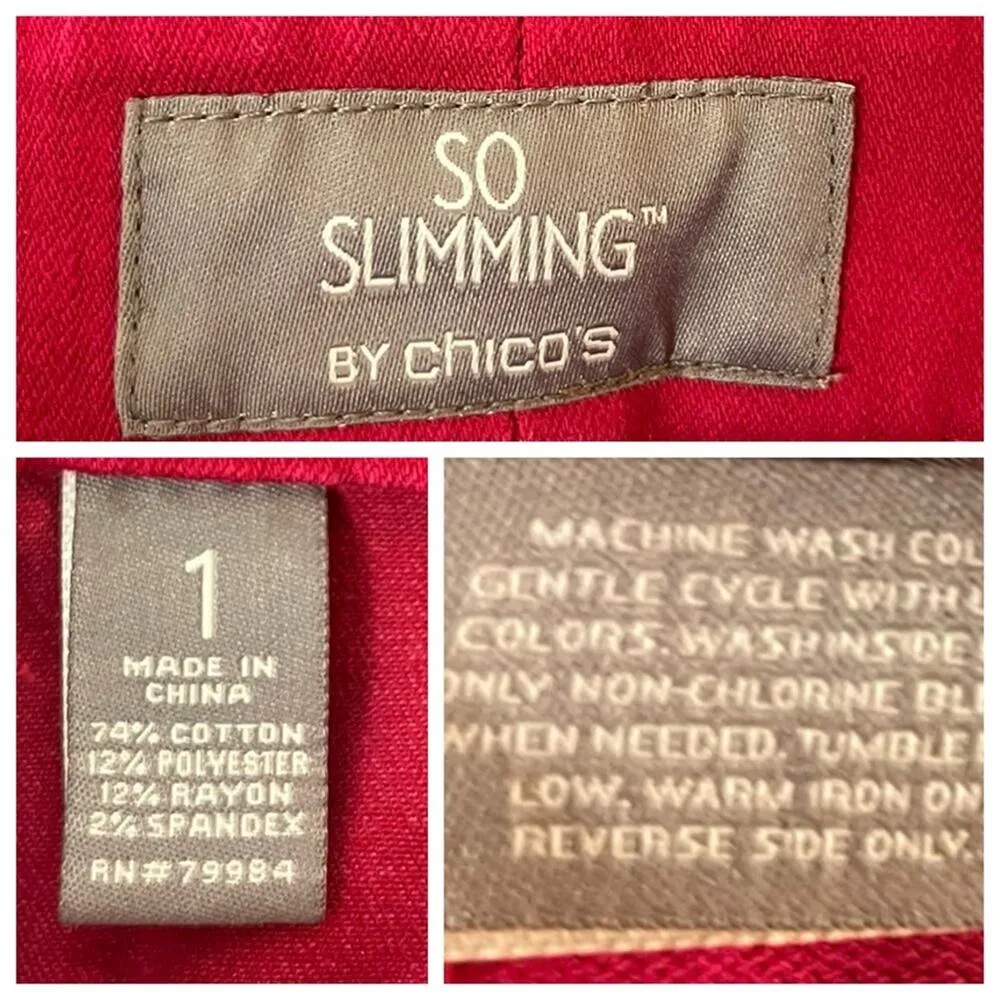 SO
SLIMMING™
BY chico's
1
MADE IN
CHINA
74% COTTON
12% POLYESTER
12% RAYON
2% SPANDEX
RN#79984
MACHINE WASH COL
GENTLE CYCLE WITH
COLORS. WASH INSIDE
ONLY NON-CHLORINE BLE
WHEN NEEDED. TUMBLE
LOW. WARM IRON ON
REVERSE SIDE ONLY.